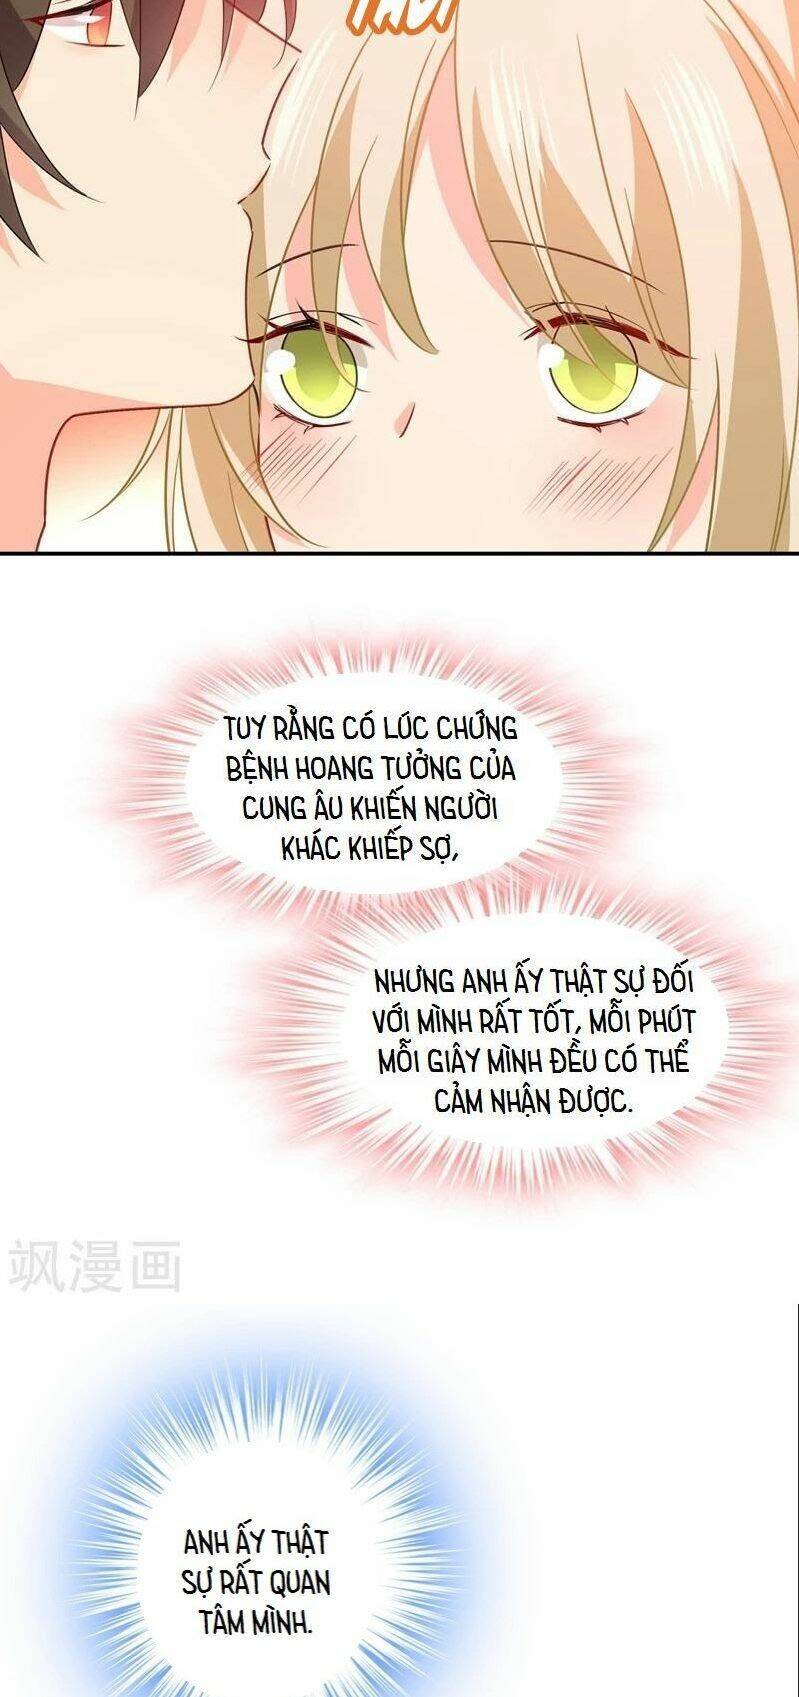 TUY RẰNG CÓ LÚC CHỨNG
BỆNH HOANG TƯỞNG CỦA
CUNG ÂU KHIẾN NGƯỜI
KHÁC KHIẾP SỢ,
NHƯNG ANH ẤY THẬT SỰ ĐỐI
VỚI MÌNH RẤT TỐT, MỖI PHÚT
MỖI GIÂY MÌNH ĐỀU CÓ THỂ
CẢM NHẬN ĐƯỢC.
飒漫画
ANH ẤY THẬT
SỰ RẤT QUAN
TÂM MÌNH.